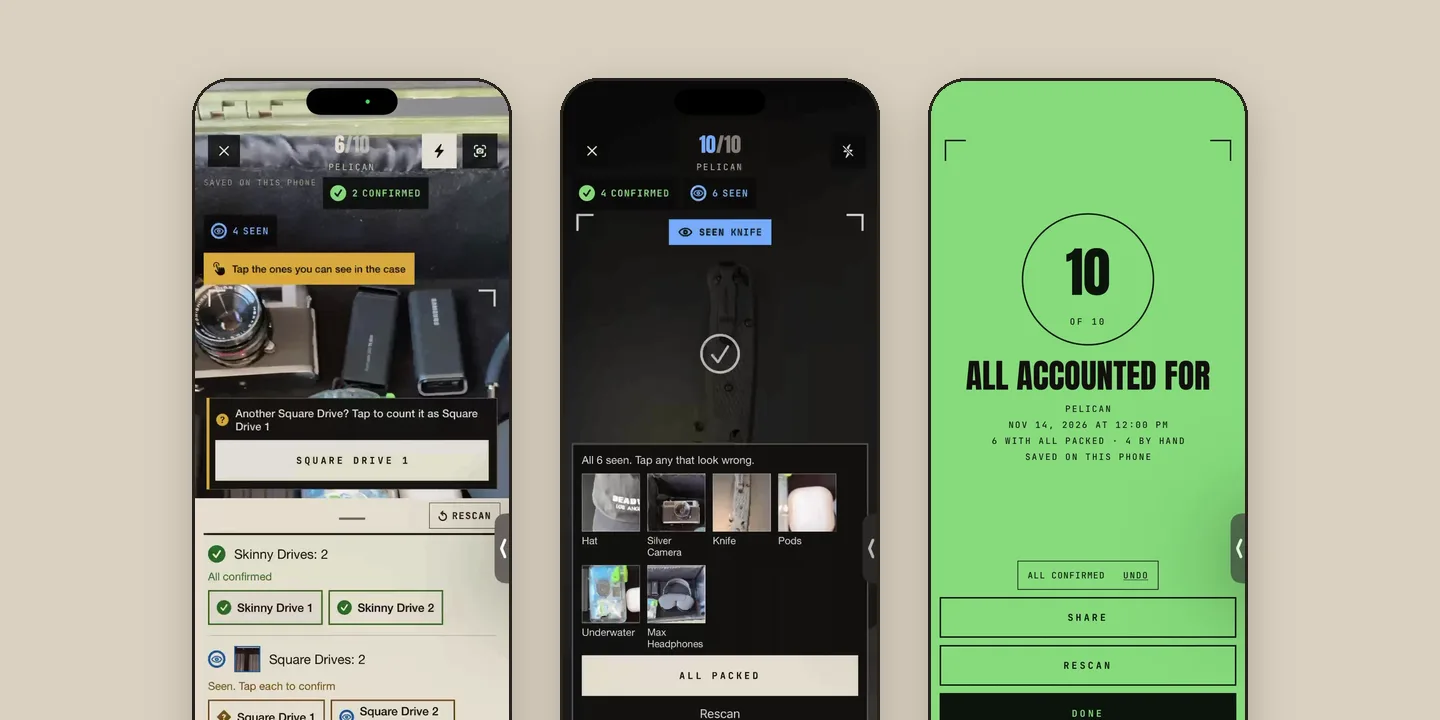 6/10
PELICAN
SAVED ON THIS PHONE
2 CONFIRMED
4 SEEN
Tap the ones you can see in the case
SAMSUNG
Another Square Drive? Tap to count it as Square
Drive 1
SQUARE DRIVE 1
RESCAN
Skinny Drives: 2
All confirmed
Skinny Drive 1
Skinny Drive 2
Square Drives: 2
Seen. Tap each to confirm
Square Drive 1
Square Drive 2
10/10
PELICAN
4 CONFIRMED
6 SEEN
SEEN KNIFE
All 6 seen. Tap any that look wrong.
Hat
Silver
Camera
Knife
Pods
Underwater
Max
Headphones
ALL PACKED
Rescan
10
OF 10
ALL ACCOUNTED FOR
PELICAN
NOV 14, 2026 AT 12:00 PM
6 WITH ALL PACKED · 4 BY HAND
SAVED ON THIS PHONE
ALL CONFIRMED UNDO
SHARE
RESCAN
DONE